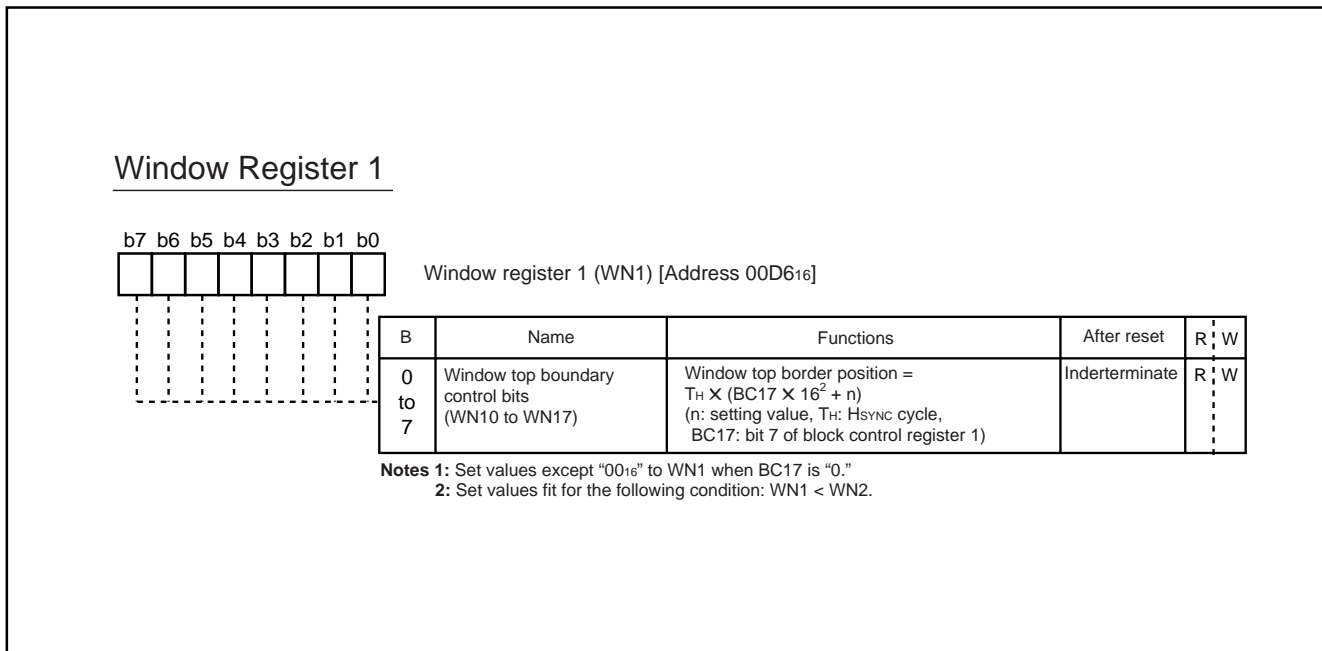 Window Register 1
b7 b6 b5 b4 b3 b2 b1 b0
Window register 1 (WN1) [Address 00D6₁₆]
B Name Functions After reset R W
0 to 7
Window top boundary
control bits
(WN10 to WN17)
Window top border position =
TH X (BC17 X 16² + n)
(n: setting value, TH: HSYNC cycle,
BC17: bit 7 of block control register 1)
Inderterminate R W
Notes 1: Set values except “00₁₆” to WN1 when BC17 is “0.”
2: Set values fit for the following condition: WN1 < WN2.